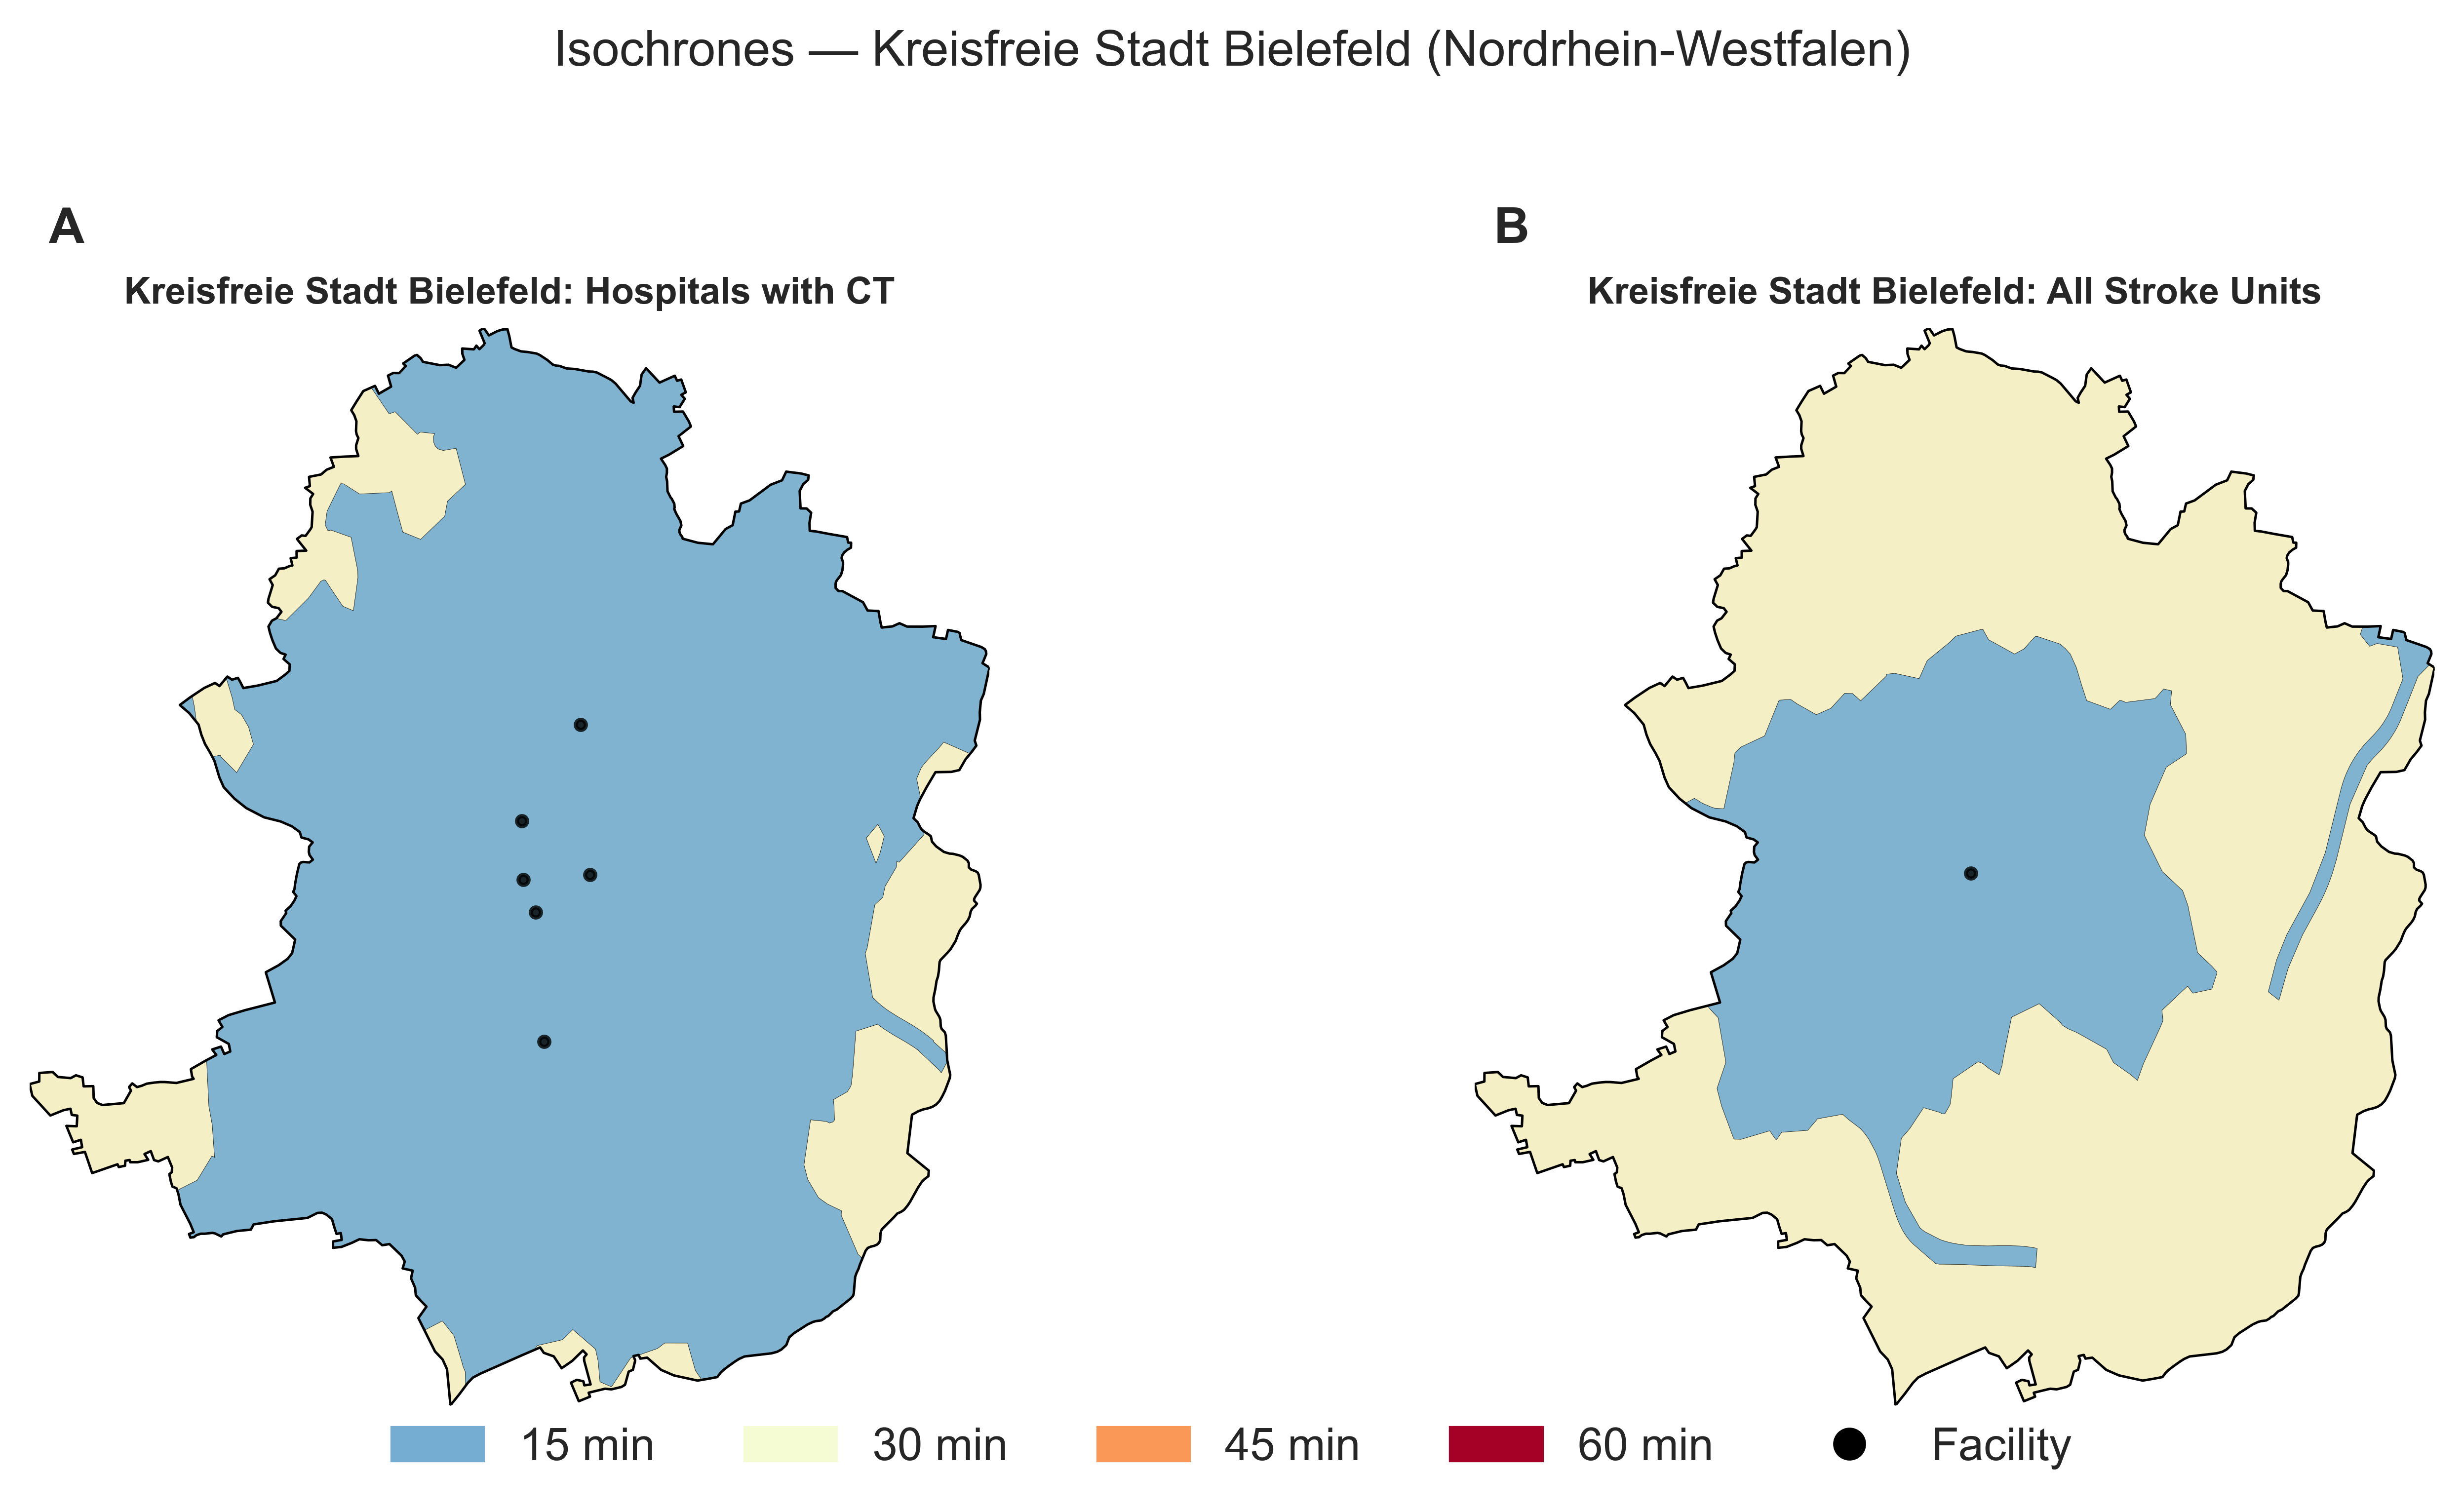 Isochrones — Kreisfreie Stadt Bielefeld (Nordrhein-Westfalen)
A
B
Kreisfreie Stadt Bielefeld: Hospitals with CT
Kreisfreie Stadt Bielefeld: All Stroke Units
15 min
30 min
45 min
60 min
Facility